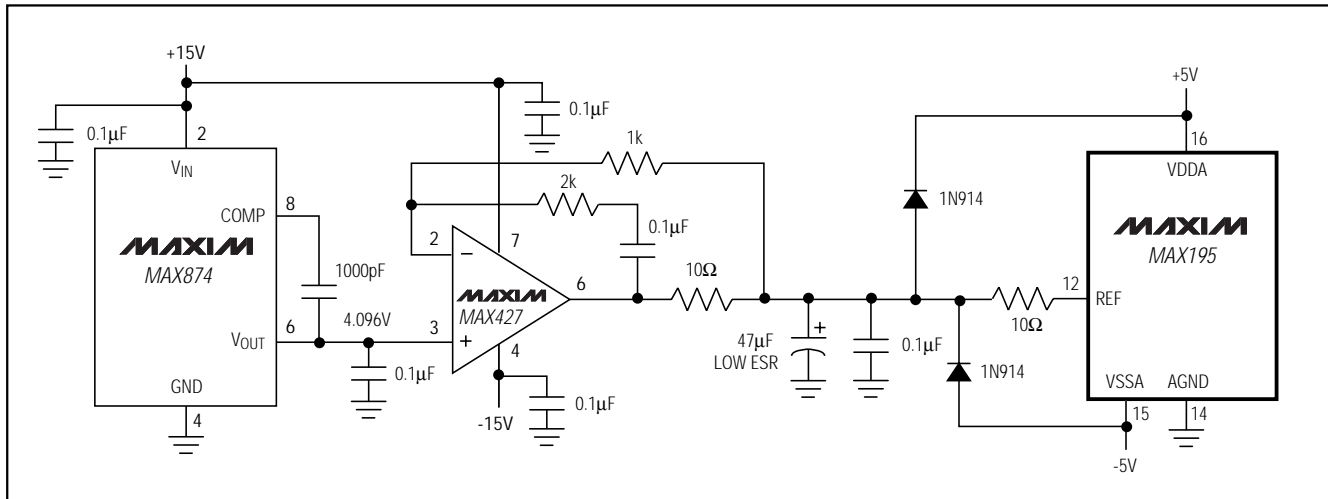 +15V
0.1µF
2
VIN
COMP
8
MAXIM
MAX874
1000pF
4.096V
VOUT
6
GND
4
0.1µF
0.1µF
1k
2k
0.1µF
2
−
7
MAXIM
MAX427
6
3
+
4
-15V
0.1µF
10Ω
+
47µF
LOW ESR
0.1µF
1N914
1N914
10Ω
+5V
16
VDDA
MAXIM
MAX195
12
REF
VSSA
AGND
15
14
-5V